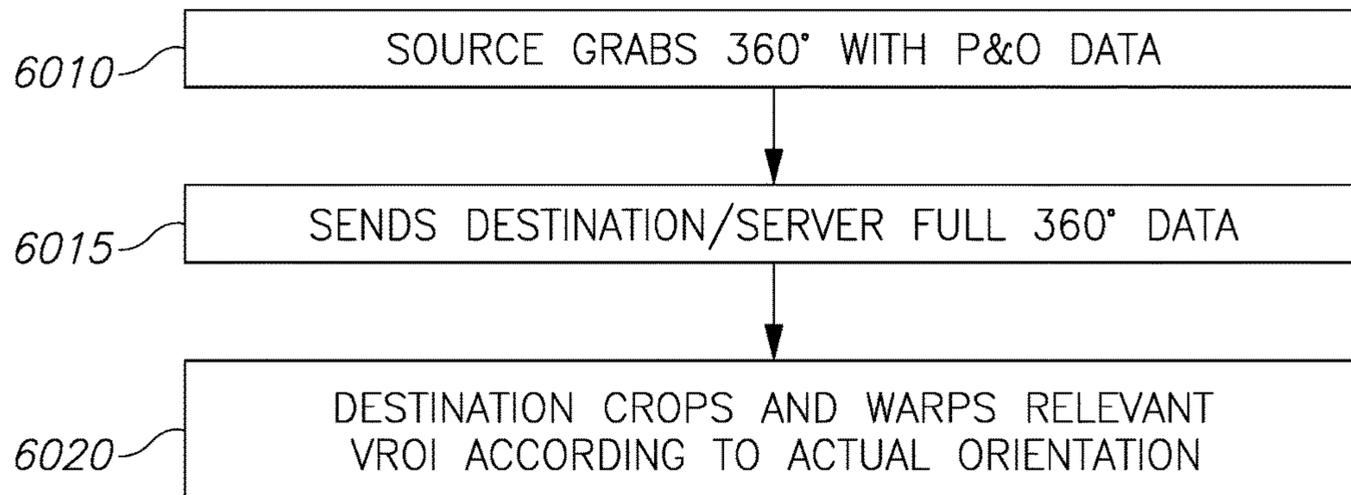 6010 SOURCE GRABS 360° WITH P&O DATA
6015 SENDS DESTINATION/SERVER FULL 360° DATA
DESTINATION CROPS AND WARPS RELEVANT
6020 VROI ACCORDING TO ACTUAL ORIENTATION